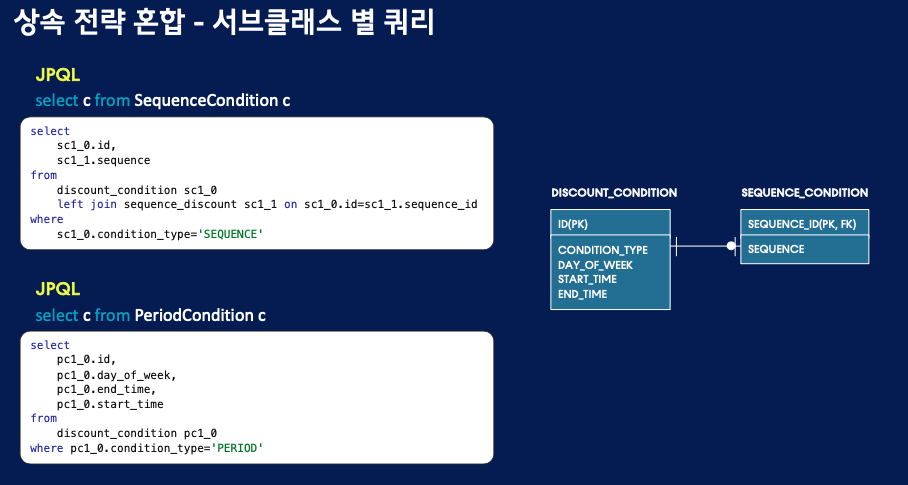 상속 전략 혼합 - 서브클래스 별 쿼리
JPQL
select c from SequenceCondition c
select
sc1_0.id,
sc1_1.sequence
from
discount_condition sc1_0
left join sequence_discount sc1_1 on sc1_0.id=sc1_1.sequence_id
where
sc1_0.condition_type='SEQUENCE'
JPQL
select c from PeriodCondition c
select
pc1_0.id,
pc1_0.day_of_week,
pc1_0.end_time,
pc1_0.start_time
from
discount_condition pc1_0
where pc1_0.condition_type='PERIOD'
DISCOUNT_CONDITION
ID(PK)
CONDITION_TYPE
DAY_OF_WEEK
START_TIME
END_TIME
SEQUENCE_CONDITION
SEQUENCE_ID(PK, FK)
SEQUENCE